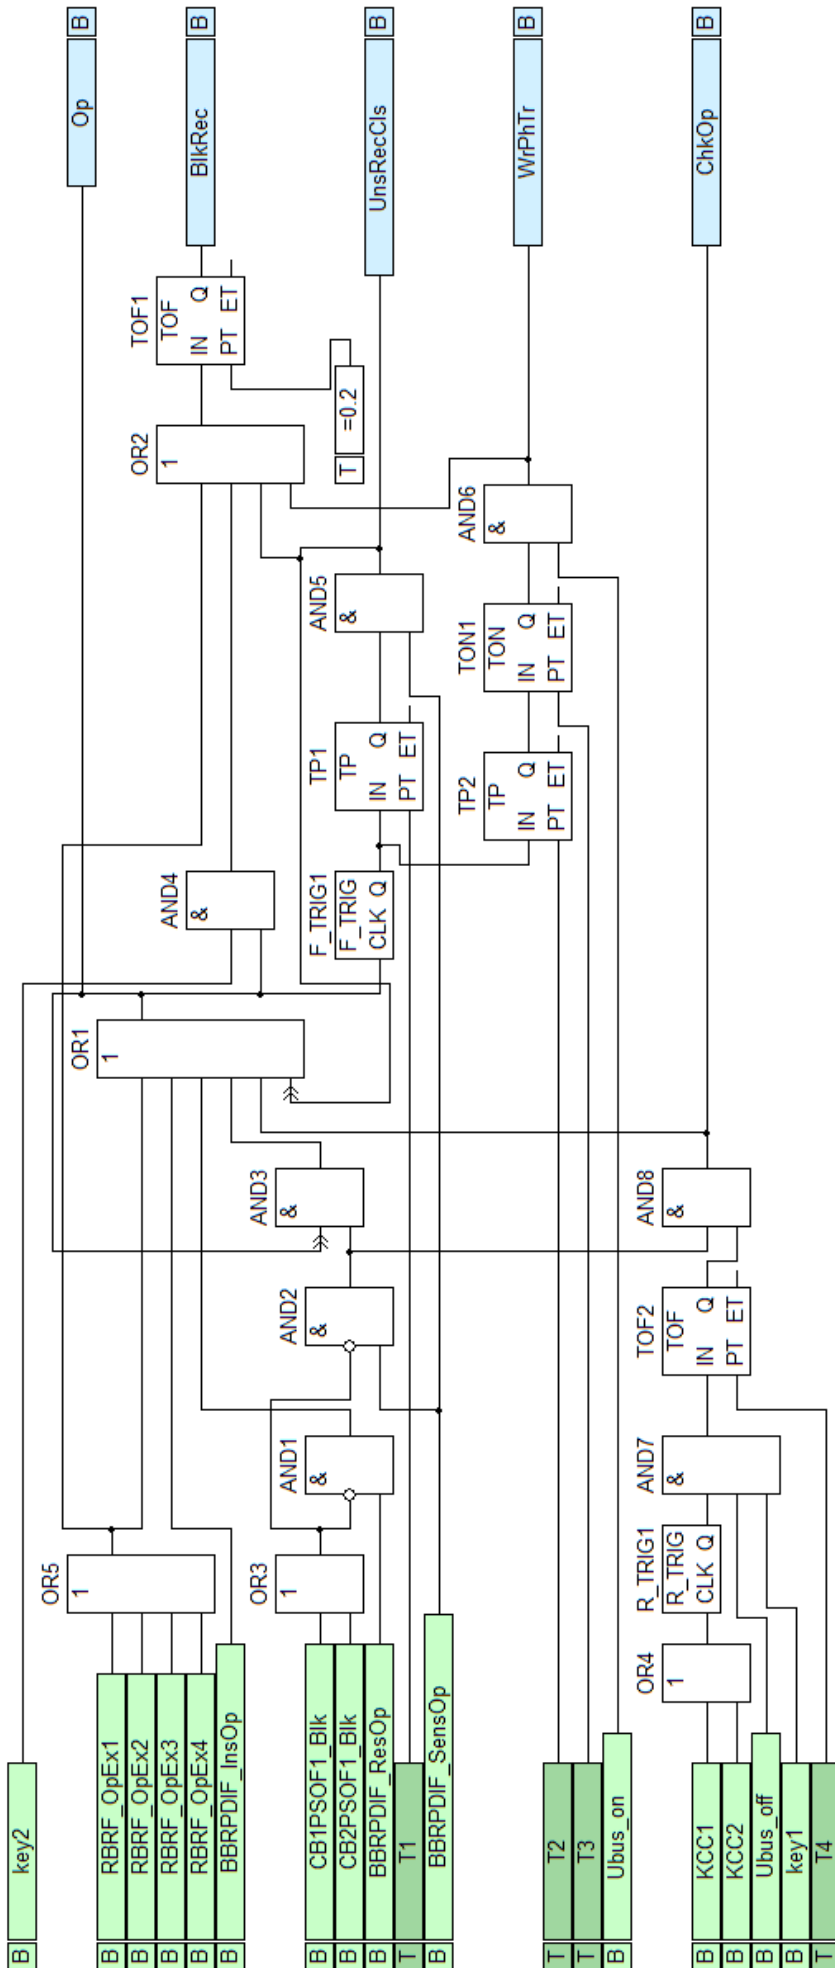 B key2
B RBRF_OpEx1
B RBRF_OpEx2
B RBRF_OpEx3
B RBRF_OpEx4
B BBRPDIF_InsOp
B CB1PSOF1_Blk
B CB2PSOF1_Blk
B BBRPDIF_ResOp
T T1
B BBRPDIF_SensOp
T T2
T T3
B Ubus_on
B KCC1
B KCC2
B Ubus_off
B key1
T T4
OR5
1
OR3
1
OR4
1
R_TRIG1
R_TRIG
CLK Q
AND1
&
AND7
&
AND2
&
TOF2
TOF
IN Q
PT ET
AND3
&
AND8
&
OR1
1
AND4
&
F_TRIG1
F_TRIG
CLK Q
TP1
TP
IN Q
PT ET
TP2
TP
IN Q
PT ET
AND5
&
TON1
TON
IN Q
PT ET
OR2
1
T =0.2
AND6
&
TOF1
TOF
IN Q
PT ET
Op B
BlkRec B
UnsRecCls B
WrPhTr B
ChkOp B